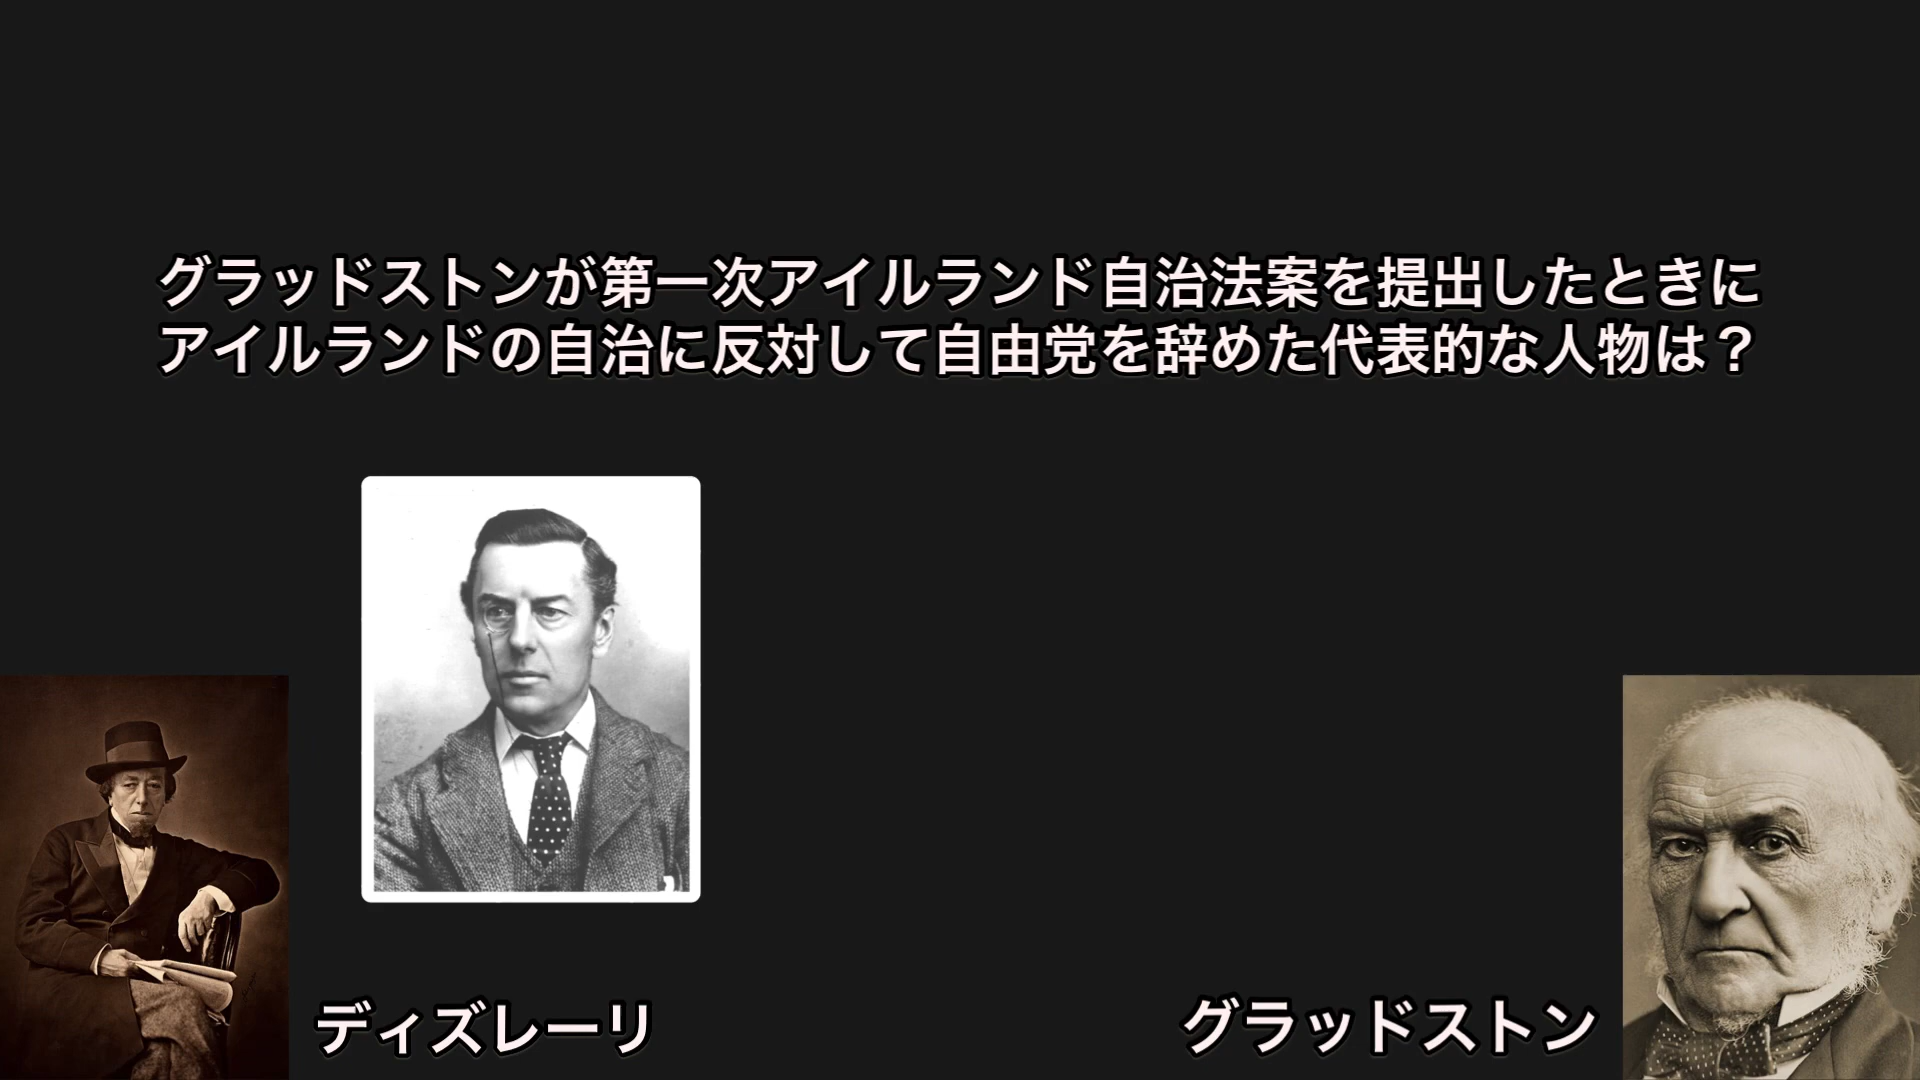 グラッドストンが第一次アイルランド自治法案を提出したときに
アイルランドの自治に反対して自由党を辞めた代表的な人物は？
ディズレーリ
グラッドストン